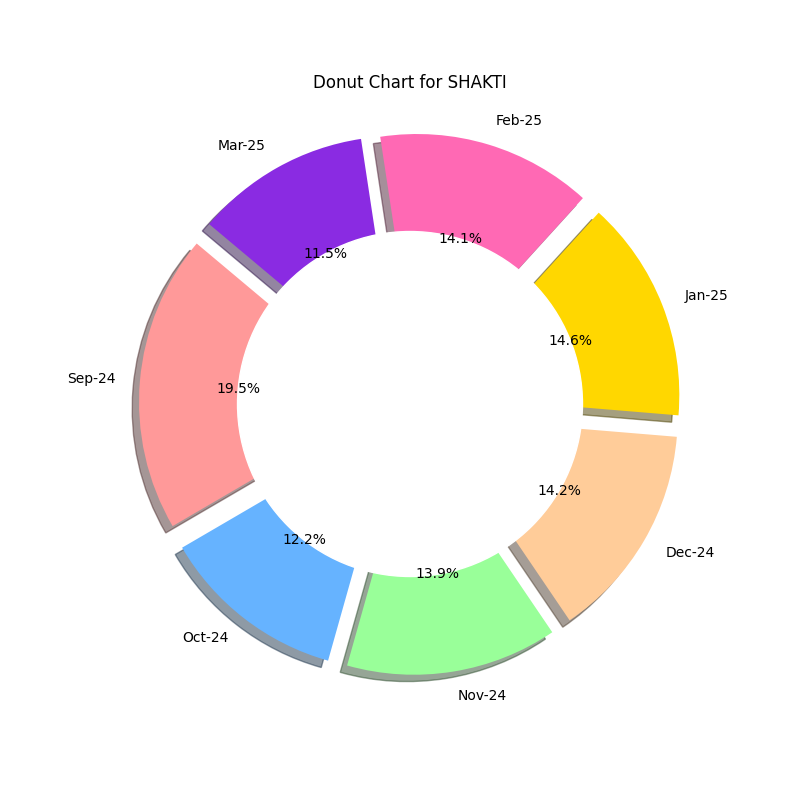 Donut Chart for SHAKTI
Feb-25
Mar-25
14.1%
11.5%
Jan-25
14.6%
Sep-24
19.5%
14.2%
12.2%
Dec-24
13.9%
Oct-24
Nov-24